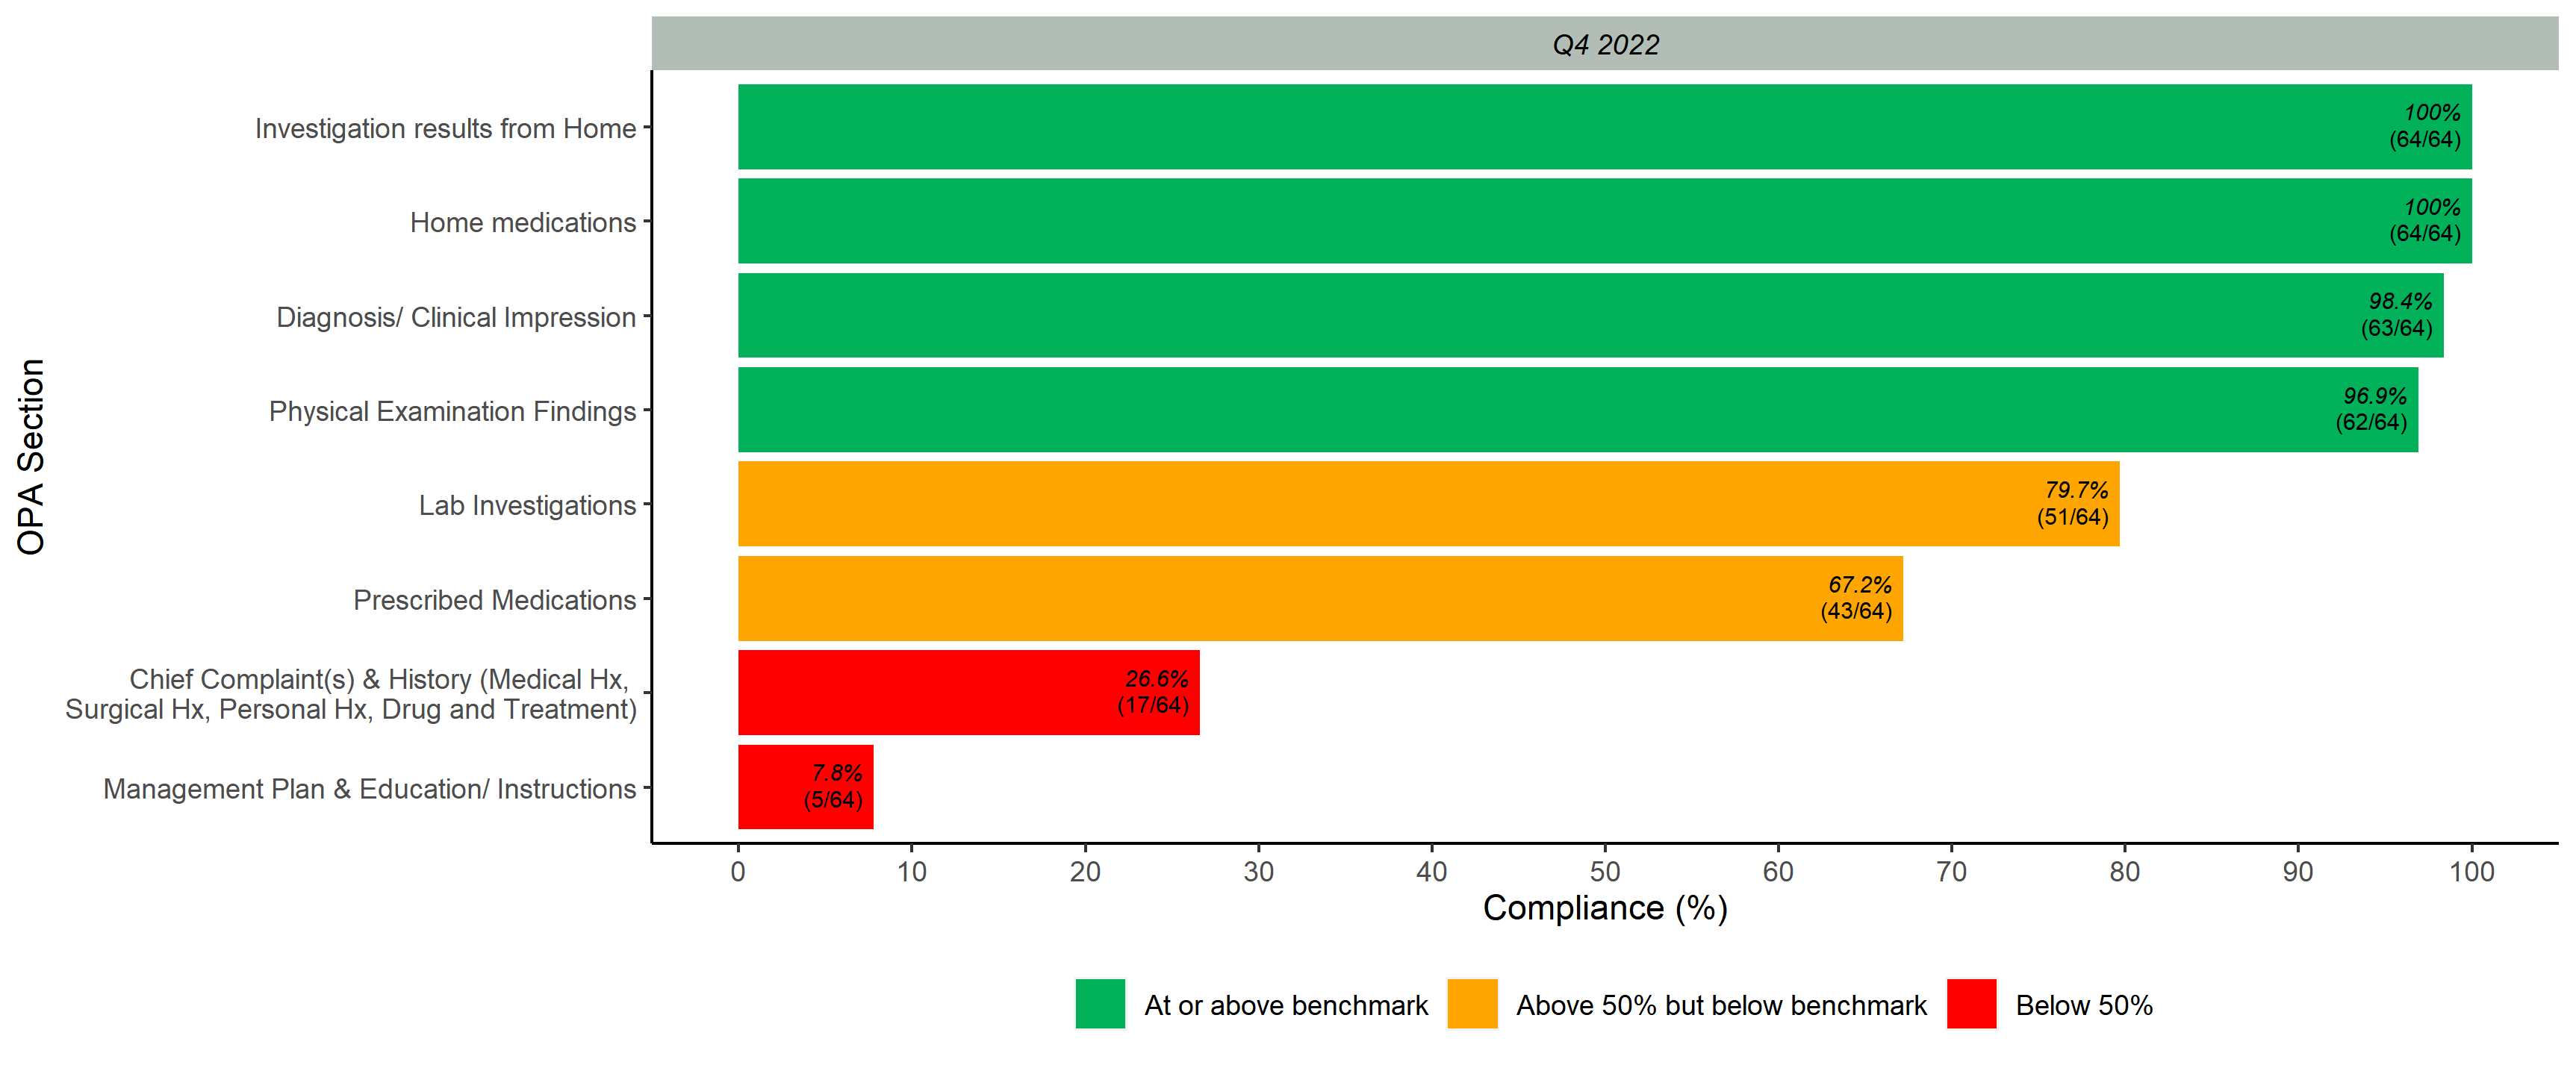 Q4 2022
OPA Section
Investigation results from Home
100%
(64/64)
Home medications
100%
(64/64)
Diagnosis/ Clinical Impression
98.4%
(63/64)
Physical Examination Findings
96.9%
(62/64)
Lab Investigations
79.7%
(51/64)
Prescribed Medications
67.2%
(43/64)
Chief Complaint(s) & History (Medical Hx,
Surgical Hx, Personal Hx, Drug and Treatment)
26.6%
(17/64)
Management Plan & Education/ Instructions
7.8%
(5/64)
0 10 20 30 40 50 60 70 80 90 100
Compliance (%)
At or above benchmark Above 50% but below benchmark Below 50%